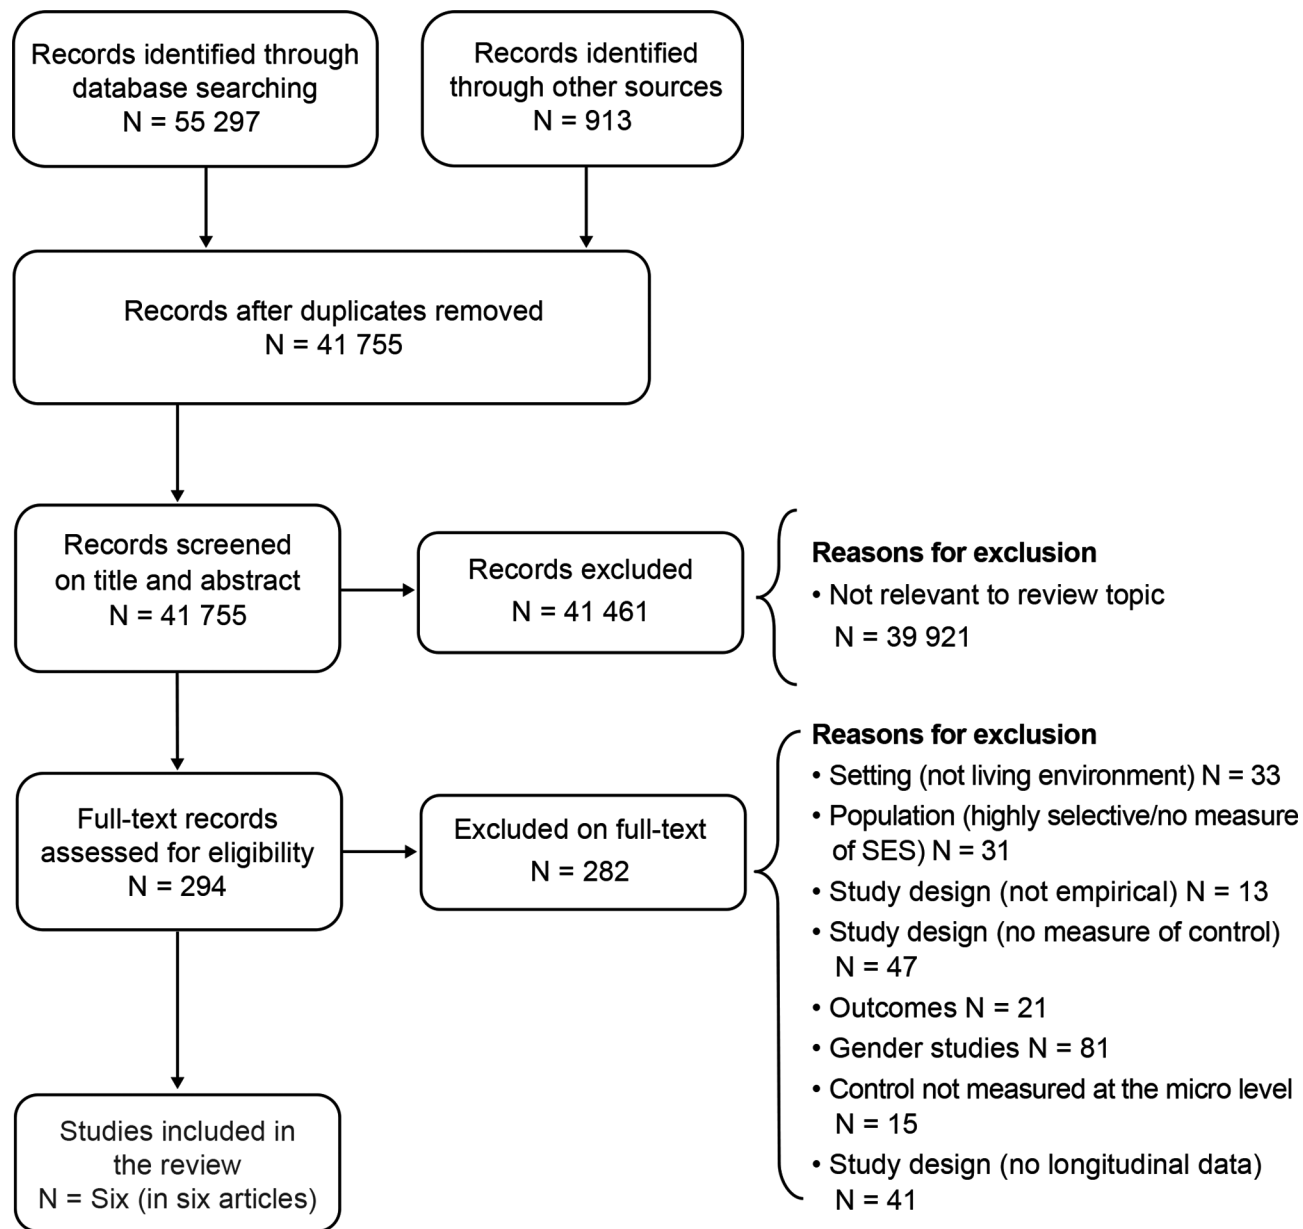 Records identified through
database searching
N = 55 297
Records identified
through other sources
N = 913
Records after duplicates removed
N = 41 755
Records screened
on title and abstract
N = 41 755
Records excluded
N = 41 461
Reasons for exclusion
• Not relevant to review topic
N = 39 921
Full-text records
assessed for eligibility
N = 294
Excluded on full-text
N = 282
Reasons for exclusion
• Setting (not living environment) N = 33
• Population (highly selective/no measure
of SES) N = 31
• Study design (not empirical) N = 13
• Study design (no measure of control)
N = 47
• Outcomes N = 21
• Gender studies N = 81
• Control not measured at the micro level
N = 15
• Study design (no longitudinal data)
N = 41
Studies included in
the review
N = Six (in six articles)